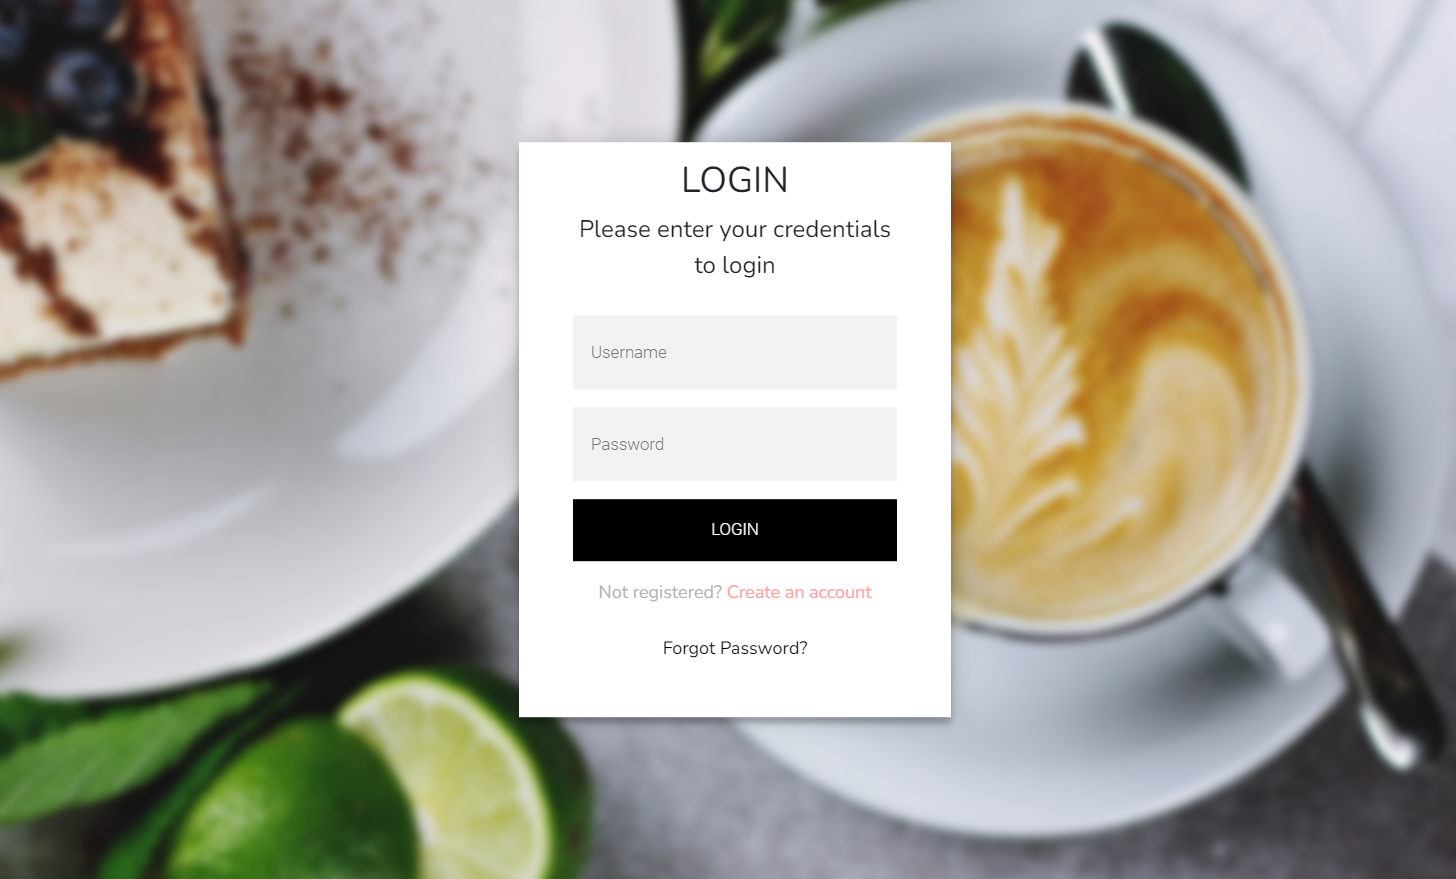 LOGIN
Please enter your credentials
to login
Username
Password
LOGIN
Not registered? Create an account
Forgot Password?